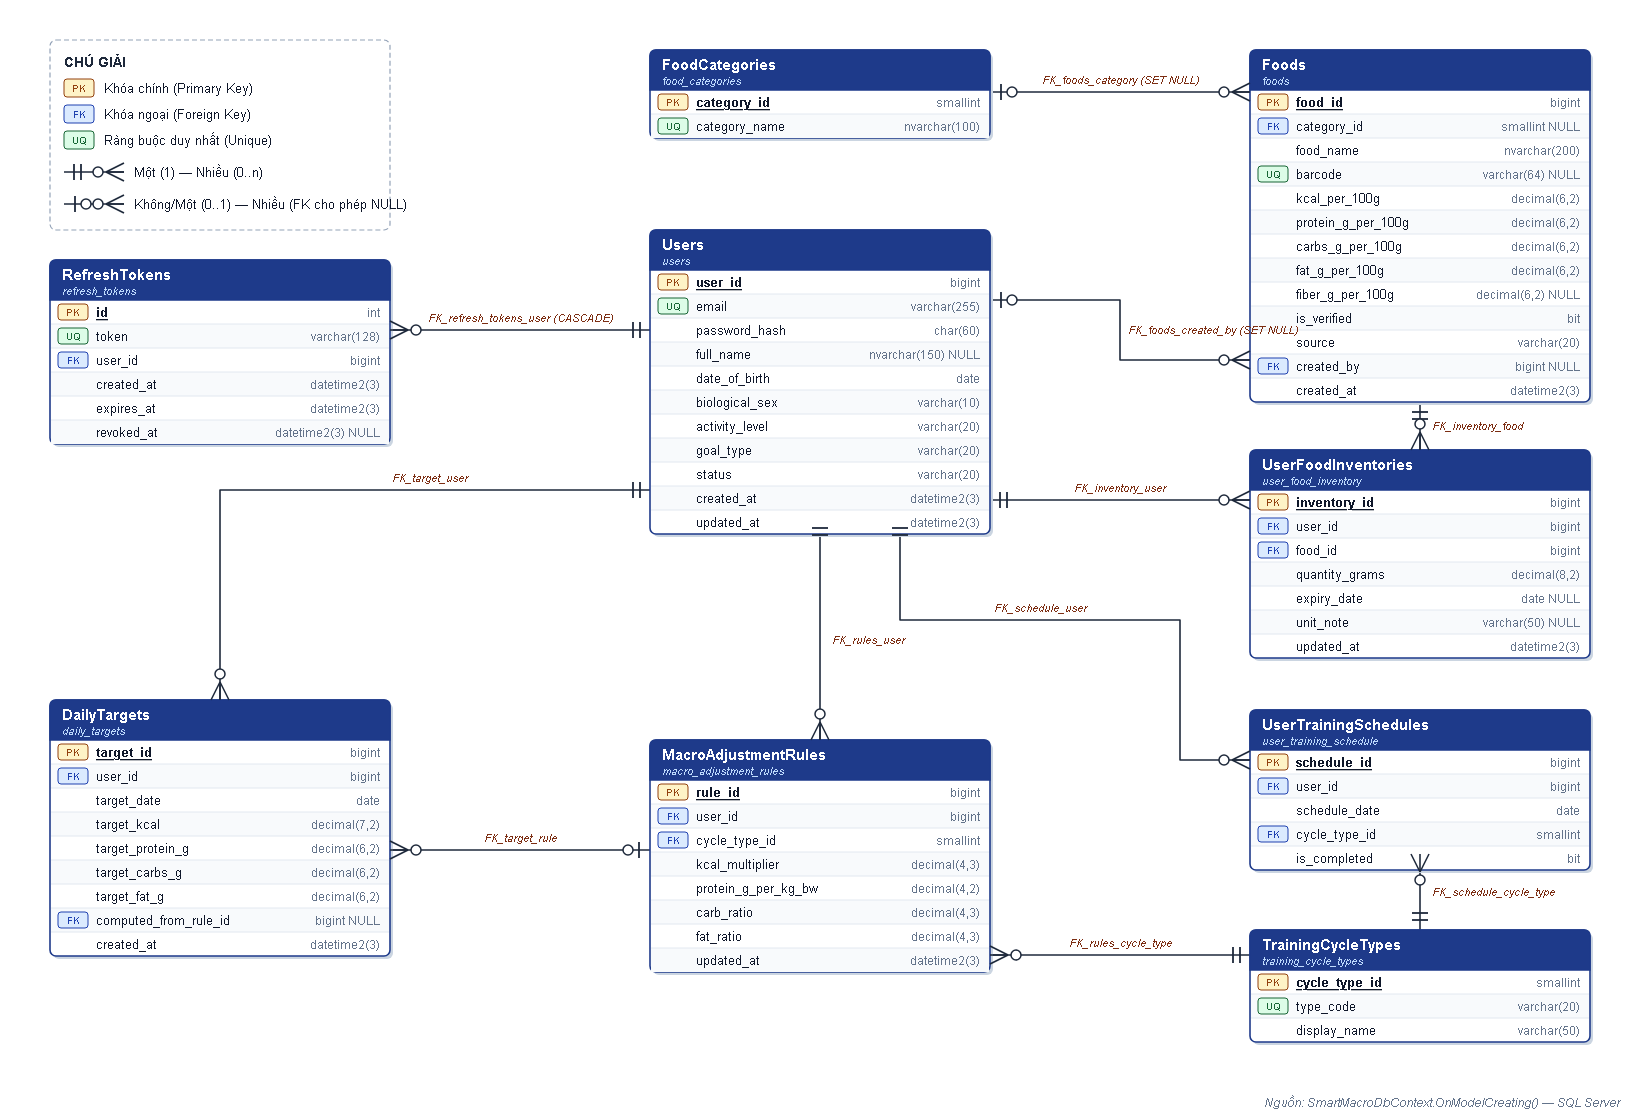 CHÚ GIẢI
PK Khóa chính (Primary Key)
FK Khóa ngoại (Foreign Key)
UQ Ràng buộc duy nhất (Unique)
Một (1) — Nhiều (0..n)
Không/Một (0..1) — Nhiều (FK cho phép NULL)
FoodCategories
food_categories
PK category_id smallint
UQ category_name nvarchar(100)
FK_foods_category (SET NULL)
Foods
foods
PK food_id bigint
FK category_id smallint NULL
food_name nvarchar(200)
UQ barcode varchar(64) NULL
kcal_per_100g decimal(6,2)
protein_g_per_100g decimal(6,2)
carbs_g_per_100g decimal(6,2)
fat_g_per_100g decimal(6,2)
fiber_g_per_100g decimal(6,2) NULL
is_verified bit
source varchar(20)
FK created_by bigint NULL
created_at datetime2(3)
RefreshTokens
refresh_tokens
PK id int
UQ token varchar(128)
FK user_id bigint
created_at datetime2(3)
expires_at datetime2(3)
revoked_at datetime2(3) NULL
FK_refresh_tokens_user (CASCADE)
Users
users
PK user_id bigint
UQ email varchar(255)
password_hash char(60)
full_name nvarchar(150) NULL
date_of_birth date
biological_sex varchar(10)
activity_level varchar(20)
goal_type varchar(20)
status varchar(20)
created_at datetime2(3)
updated_at datetime2(3)
FK_foods_created_by (SET NULL)
FK_inventory_food
FK_target_user
FK_inventory_user
UserFoodInventories
user_food_inventory
PK inventory_id bigint
FK user_id bigint
FK food_id bigint
quantity_grams decimal(8,2)
expiry_date date NULL
unit_note varchar(50) NULL
updated_at datetime2(3)
FK_schedule_user
FK_rules_user
DailyTargets
daily_targets
PK target_id bigint
FK user_id bigint
target_date date
target_kcal decimal(7,2)
target_protein_g decimal(6,2)
target_carbs_g decimal(6,2)
target_fat_g decimal(6,2)
FK computed_from_rule_id bigint NULL
created_at datetime2(3)
FK_target_rule
MacroAdjustmentRules
macro_adjustment_rules
PK rule_id bigint
FK user_id bigint
FK cycle_type_id smallint
kcal_multiplier decimal(4,3)
protein_g_per_kg_bw decimal(4,2)
carb_ratio decimal(4,3)
fat_ratio decimal(4,3)
updated_at datetime2(3)
UserTrainingSchedules
user_training_schedule
PK schedule_id bigint
FK user_id bigint
schedule_date date
FK cycle_type_id smallint
is_completed bit
FK_schedule_cycle_type
FK_rules_cycle_type
TrainingCycleTypes
training_cycle_types
PK cycle_type_id smallint
UQ type_code varchar(20)
display_name varchar(50)
Nguồn: SmartMacroDbContext.OnModelCreating() — SQL Server